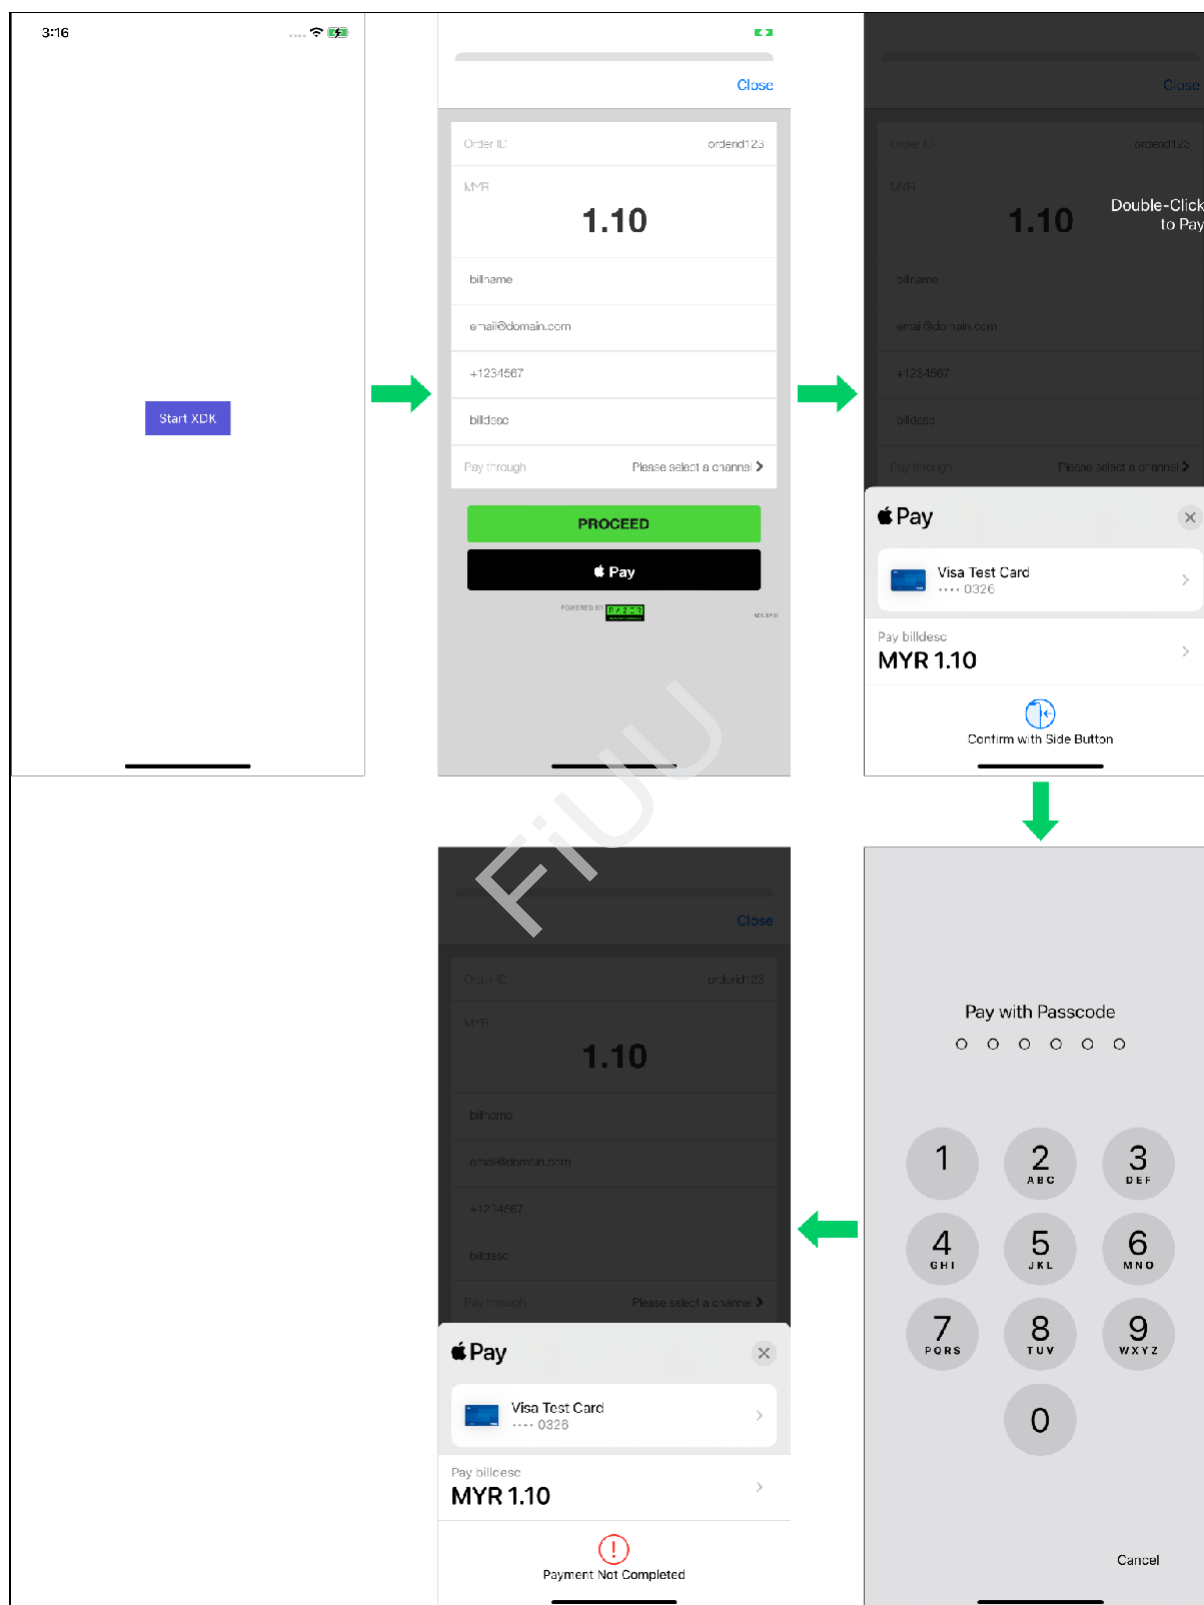 3:16
Start XDK
Close
Order ID
orderid123
MYR
1.10
billname
email@domain.com
+1234567
billdesc
Pay through
Please select a channel
PROCEED
Pay
POWERED BY
RAZER
Close
Order ID
orderid123
MYR
1.10
Double-Click
to Pay
billname
email@domain.com
+1234567
billdesc
Pay through
Please select a channel
Pay
Visa Test Card
•••• 0326
Pay billdesc
MYR 1.10
Confirm with Side Button
Pay with Passcode
1
2
ABC
3
DEF
4
GHI
5
JKL
6
MNO
7
PQRS
8
TUV
9
WXYZ
0
Cancel
Close
Order ID
orderid123
MYR
1.10
billname
email@domain.com
+1234567
billdesc
Pay through
Please select a channel
Pay
Visa Test Card
•••• 0326
Pay billdesc
MYR 1.10
Payment Not Completed
FiUU